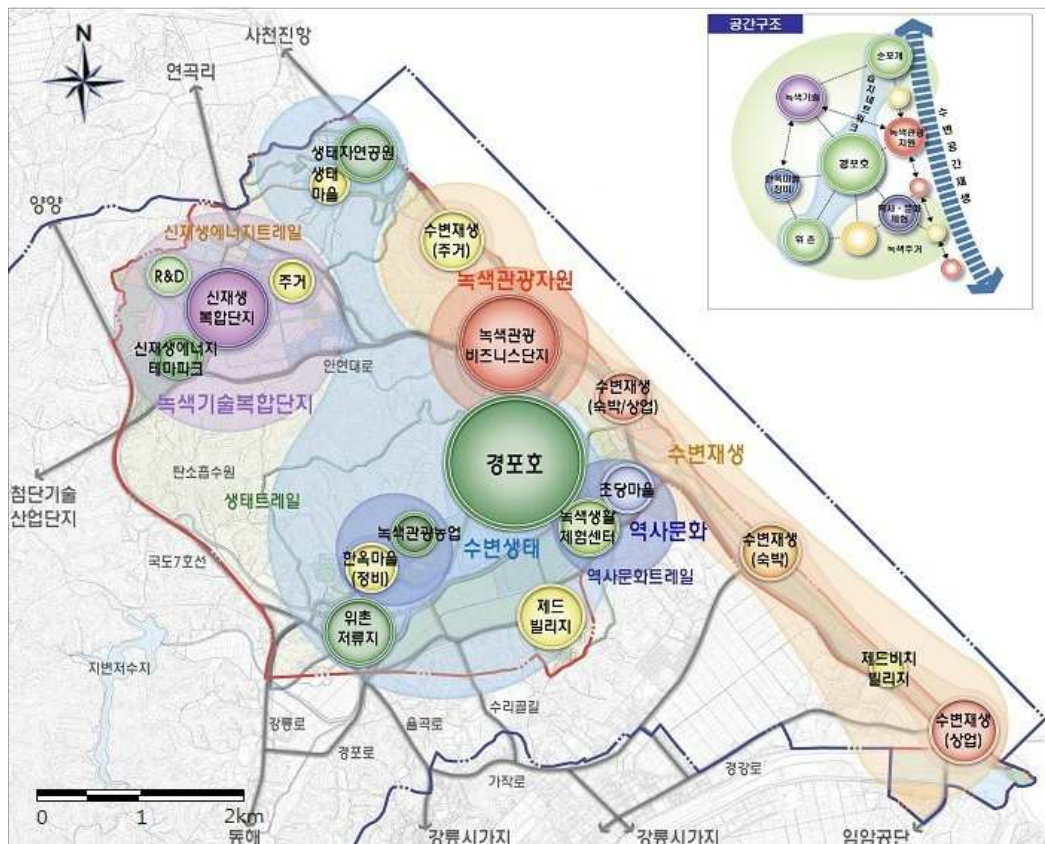 N
사천진항
연곡리
양양
생태자연공원
생태
마을
수변재생
(주거)
신재생에너지트레일
R&D
신재생
복합단지
주거
신재생에너지
테마파크
녹색기술복합단지
녹색관광자원
녹색관광
비즈니스단지
안현대로
수변재생
(숙박/상업)
수변재생
경포호
탄소흡수원
첨단기술
산업단지
생태트레일
초당마을
녹색생활
체험센터
역사문화
녹색관광농업
수변생태
한옥마을
(정비)
역사문화트레일
수변재생
(숙박)
국도7호선
위촌
저류지
제드
빌리지
지변저수지
제드비치
빌리지
수변재생
(상업)
강릉로
경포로
율곡로
수리골길
가작로
경강로
0 1 2km
동해
강릉시가지
강릉시가지
입암공단
공간구조
순포개
녹색기술
습지네트워크
녹색관광
지원
경포호
수변공간재생
한옥마을
정비
역사·문화
체험
위촌
녹색주거